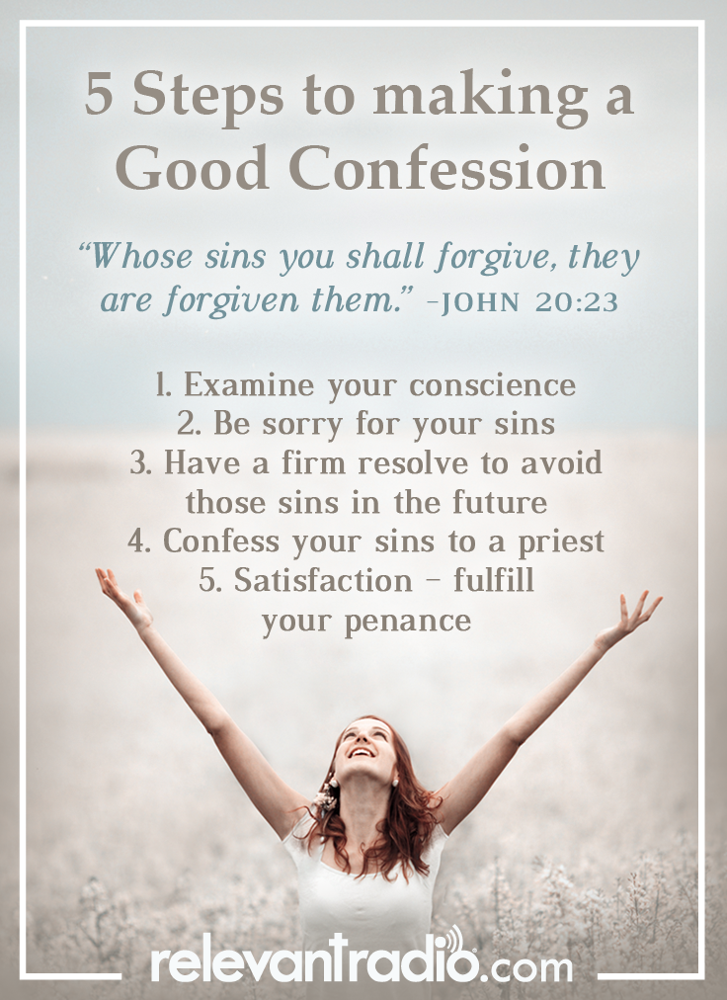 5 Steps to making a
Good Confession
“Whose sins you shall forgive, they
are forgiven them.” -JOHN 20:23
1. Examine your conscience
2. Be sorry for your sins
3. Have a firm resolve to avoid
those sins in the future
4. Confess your sins to a priest
5. Satisfaction – fulfill
your penance
relevantradio.com